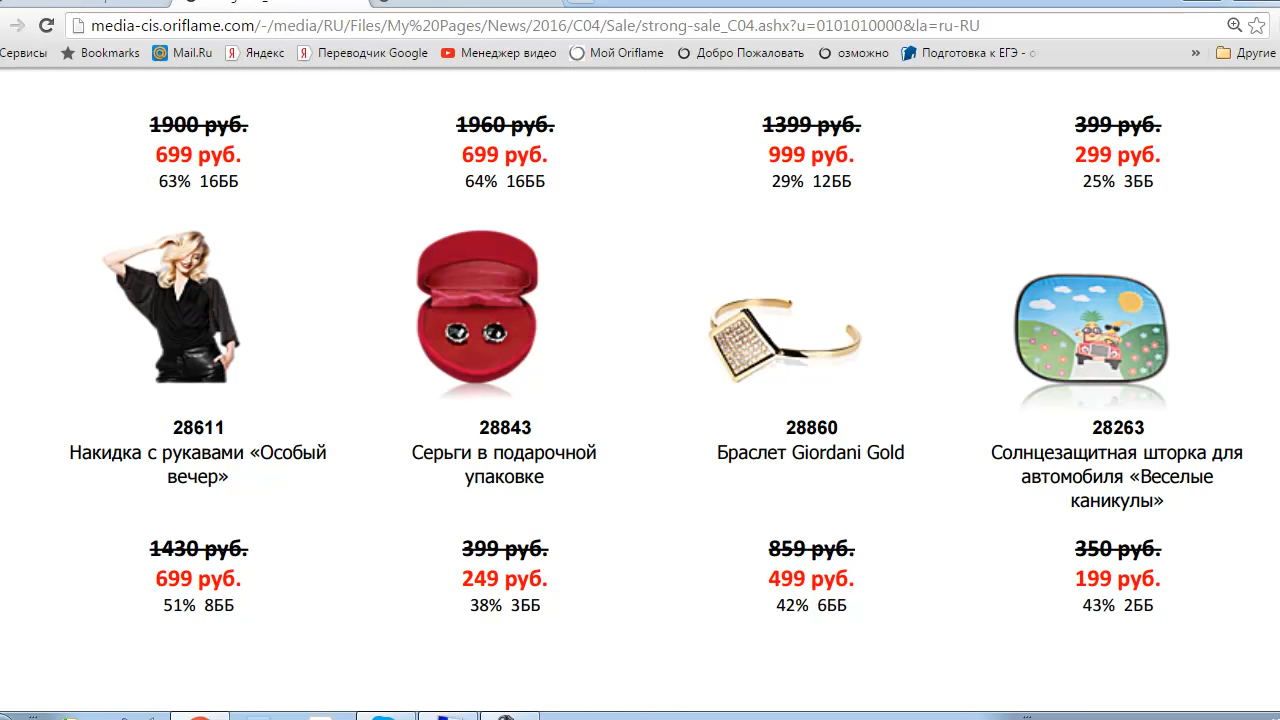 media-cis.oriflame.com/-/media/RU/Files/My%20Pages/News/2016/C04/Sale/strong-sale_C04.ashx?u=0101010000&la=ru-RU
Сервисы Bookmarks Mail.Ru Яндекс Переводчик Google Менеджер видео Мой Oriflame Добро Пожаловать озможно Подготовка к ЕГЭ - с » Другие
1900 руб. 1960 руб. 1399 руб. 399 руб.
699 руб. 699 руб. 999 руб. 299 руб.
63% 16ББ 64% 16ББ 29% 12ББ 25% 3ББ
28611 28843 28860 28263
Накидка с рукавами «Особый Серьги в подарочной Браслет Giordani Gold Солнцезащитная шторка для
вечер» упаковке автомобиля «Веселые
каникулы»
1430 руб. 399 руб. 859 руб. 350 руб.
699 руб. 249 руб. 499 руб. 199 руб.
51% 8ББ 38% 3ББ 42% 6ББ 43% 2ББ